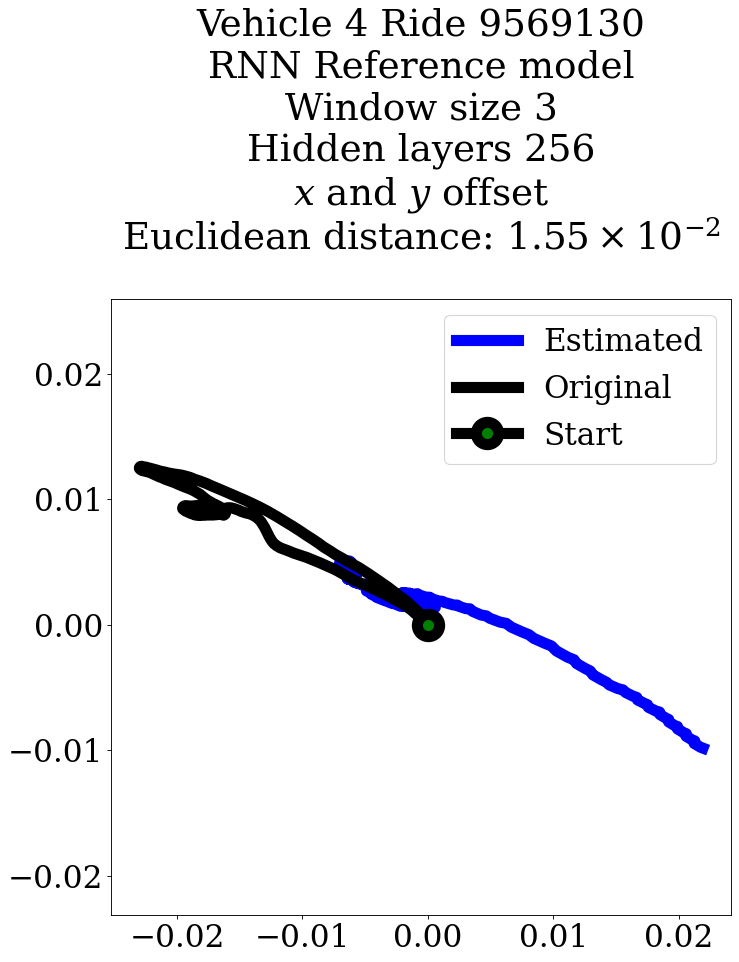 Vehicle 4 Ride 9569130
RNN Reference model
Window size 3
Hidden layers 256
x and y offset
Euclidean distance: 1.55 × 10⁻²
Estimated
Original
Start
0.02
0.01
0.00
−0.01
−0.02
−0.02 −0.01 0.00 0.01 0.02